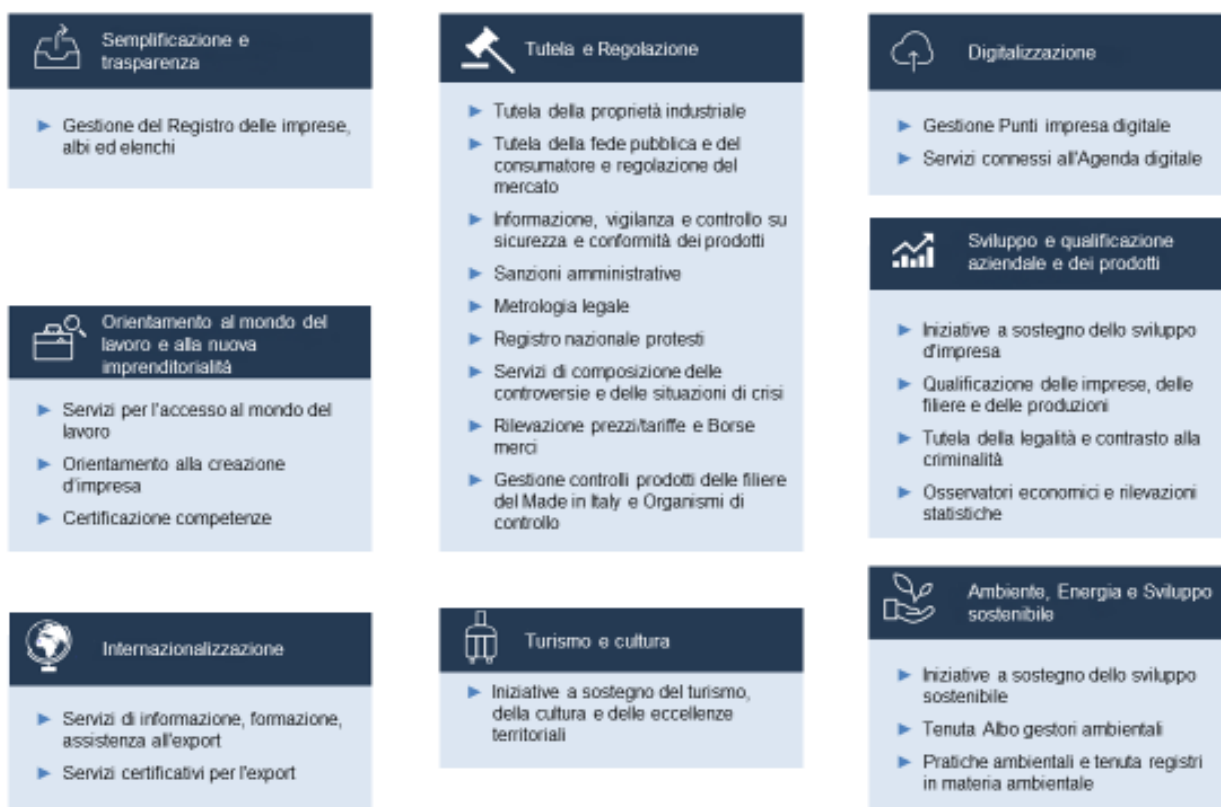 Semplificazione e
trasparenza
Gestione del Registro delle imprese,
albi ed elenchi
Orientamento al mondo del
lavoro e alla nuova
imprenditorialità
Servizi per l'accesso al mondo del
lavoro
Orientamento alla creazione
d'impresa
Certificazione competenze
Internazionalizzazione
Servizi di informazione, formazione,
assistenza all'export
Servizi certificativi per l'export
Tutela e Regolazione
Tutela della proprietà industriale
Tutela della fede pubblica e del
consumatore e regolazione del
mercato
Informazione, vigilanza e controllo su
sicurezza e conformità dei prodotti
Sanzioni amministrative
Metrologia legale
Registro nazionale protesti
Servizi di composizione delle
controversie e delle situazioni di crisi
Rilevazione prezzi/tariffe e Borse
merci
Gestione controlli prodotti delle filiere
del Made in Italy e Organismi di
controllo
Turismo e cultura
Iniziative a sostegno del turismo,
della cultura e delle eccellenze
territoriali
Digitalizzazione
Gestione Punti impresa digitale
Servizi connessi all'Agenda digitale
Sviluppo e qualificazione
aziendale e dei prodotti
Iniziative a sostegno dello sviluppo
d'impresa
Qualificazione delle imprese, delle
filiere e delle produzioni
Tutela della legalità e contrasto alla
criminalità
Osservatori economici e rilevazioni
statistiche
Ambiente, Energia e Sviluppo
sostenibile
Iniziative a sostegno dello sviluppo
sostenibile
Tenuta Albo gestori ambientali
Pratiche ambientali e tenuta registri
in materia ambientale